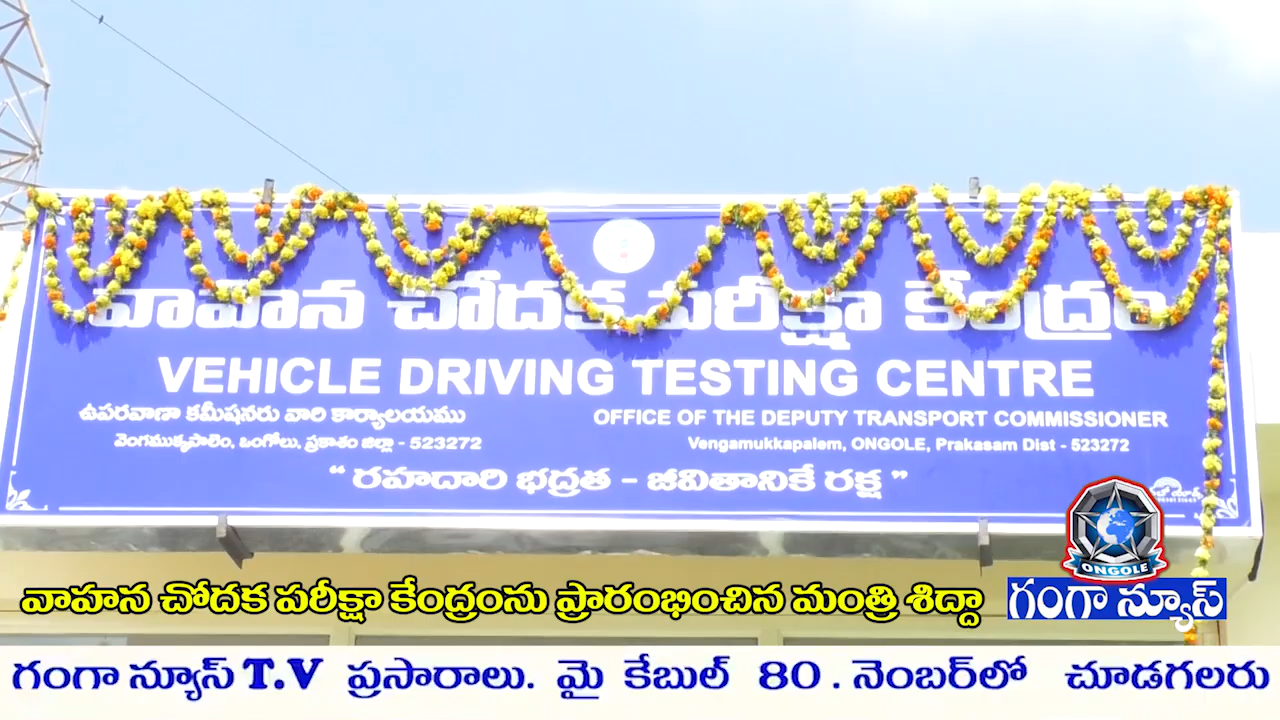 వాహన చోదక పరీక్షా కేంద్రం
VEHICLE DRIVING TESTING CENTRE
ఉపరవాణా కమీషనరు వారి కార్యాలయము
వెంగముక్కపాలెం, ఒంగోలు, ప్రకాశం జిల్లా - 523272
OFFICE OF THE DEPUTY TRANSPORT COMMISSIONER
Vengamukkapalem, ONGOLE, Prakasam Dist - 523272
“ రహదారి భద్రత - జీవితానికే రక్ష ”
ONGOLE
వాహన చోదక పరీక్షా కేంద్రంను ప్రారంభించిన మంత్రి శిద్దా
గంగా న్యూస్
గంగా న్యూస్ T.V ప్రసారాలు. మై కేబుల్ 80 . నెంబర్‌లో చూడగలరు